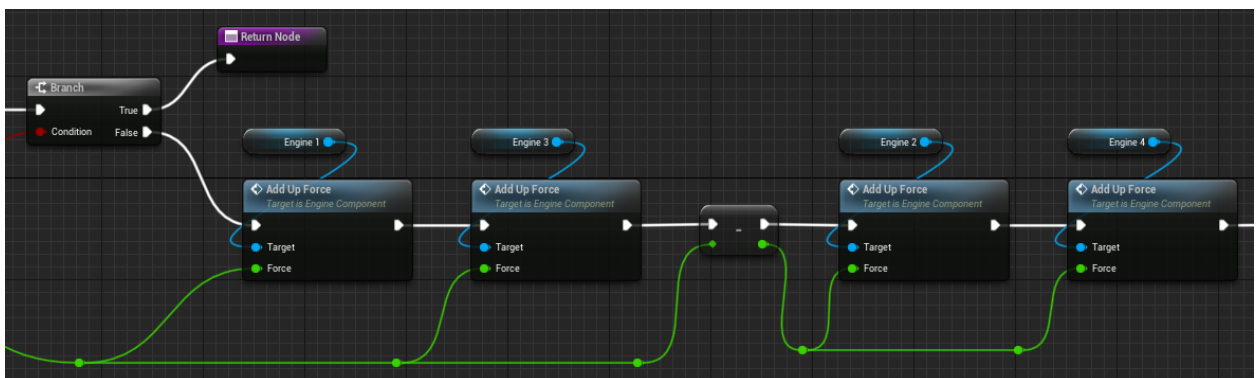 Return Node
Branch
True
Condition
False
Engine 1
Engine 3
Engine 2
Engine 4
Add Up Force
Target is Engine Component
Target
Force
Add Up Force
Target is Engine Component
Target
Force
-
Add Up Force
Target is Engine Component
Target
Force
Add Up Force
Target is Engine Component
Target
Force